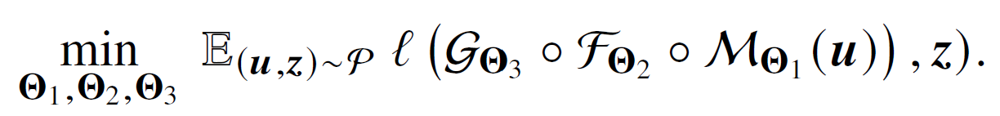 min_{Θ₁,Θ₂,Θ₃} 𝔼_{(u,z)∼𝒫} ℓ (𝒢_{Θ₃} ∘ ℱ_{Θ₂} ∘ ℳ_{Θ₁}(u)) , z).